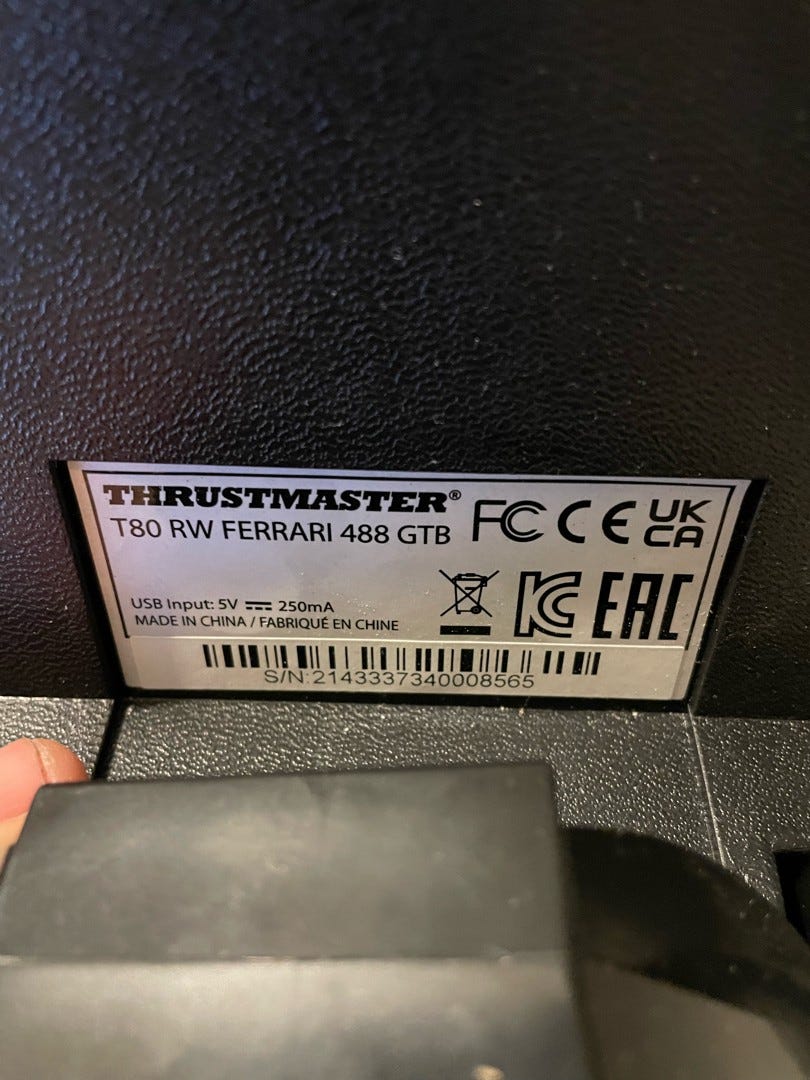 THRUSTMASTER®
T80 RW FERRARI 488 GTB
FC CE UK CA
USB Input: 5V ⎓ 250mA
MADE IN CHINA / FABRIQUÉ EN CHINE
KC EAC
S/N:2143337340008565